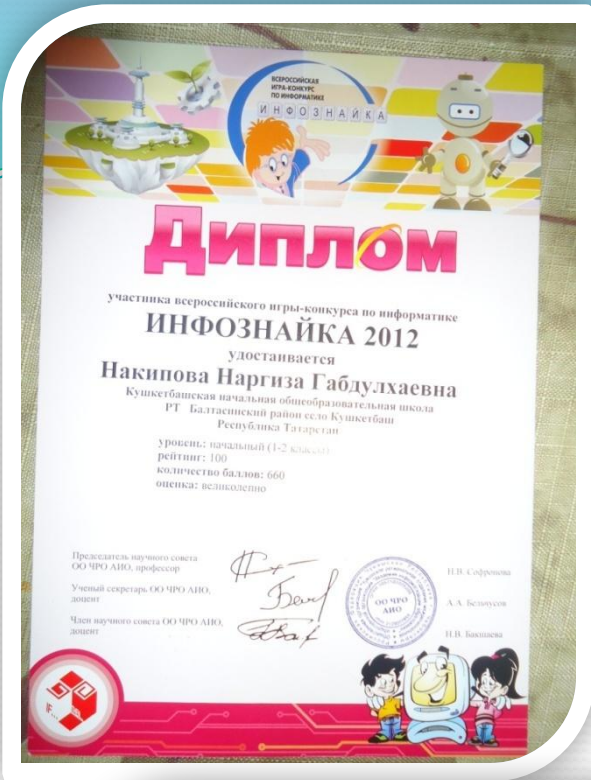 ВСЕРОССИЙСКАЯ
ИГРА-КОНКУРС
ПО ИНФОРМАТИКЕ
ИНФОЗНАЙКА
Диплом
участника всероссийского игры-конкурса по информатике
ИНФОЗНАЙКА 2012
удостаивается
Накипова Наргиза Габдулхаевна
Кушкетбашская начальная общеобразовательная школа
РТ Балтасинский район село Кушкетбаш
Республика Татарстан
уровень: начальный (1-2 классы)
рейтинг: 100
количество баллов: 660
оценка: великолепно
Председатель научного совета
ОО ЧРО АИО, профессор
Н.В. Софронова
Ученый секретарь ОО ЧРО АИО,
доцент
А.А. Бельчусов
Член научного совета ОО ЧРО АИО,
доцент
Н.В. Бакшаева
ОО ЧРО
АИО
IF...